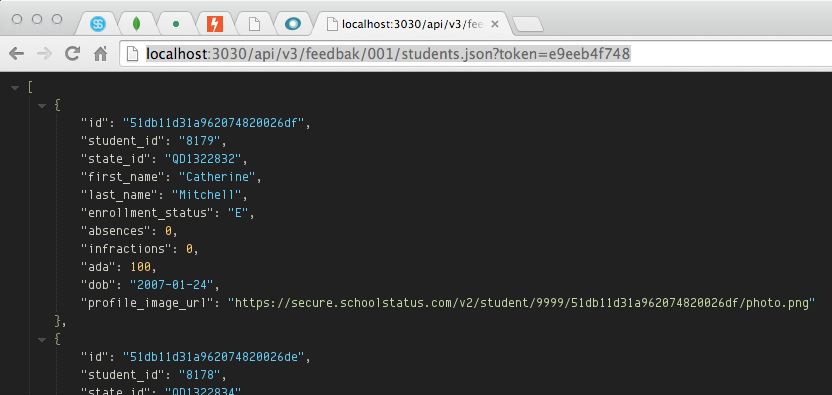 localhost:3030/api/v3/fee
localhost:3030/api/v3/feedbak/001/students.json?token=e9eeb4f748
[
{
"id": "51db11d31a962074820026df",
"student_id": "8179",
"state_id": "QD1322832",
"first_name": "Catherine",
"last_name": "Mitchell",
"enrollment_status": "E",
"absences": 0,
"infractions": 0,
"ada": 100,
"dob": "2007-01-24",
"profile_image_url": "https://secure.schoolstatus.com/v2/student/9999/51db11d31a962074820026df/photo.png"
},
{
"id": "51db11d31a962074820026de",
"student_id": "8178",
"state_id": "QD1322834",